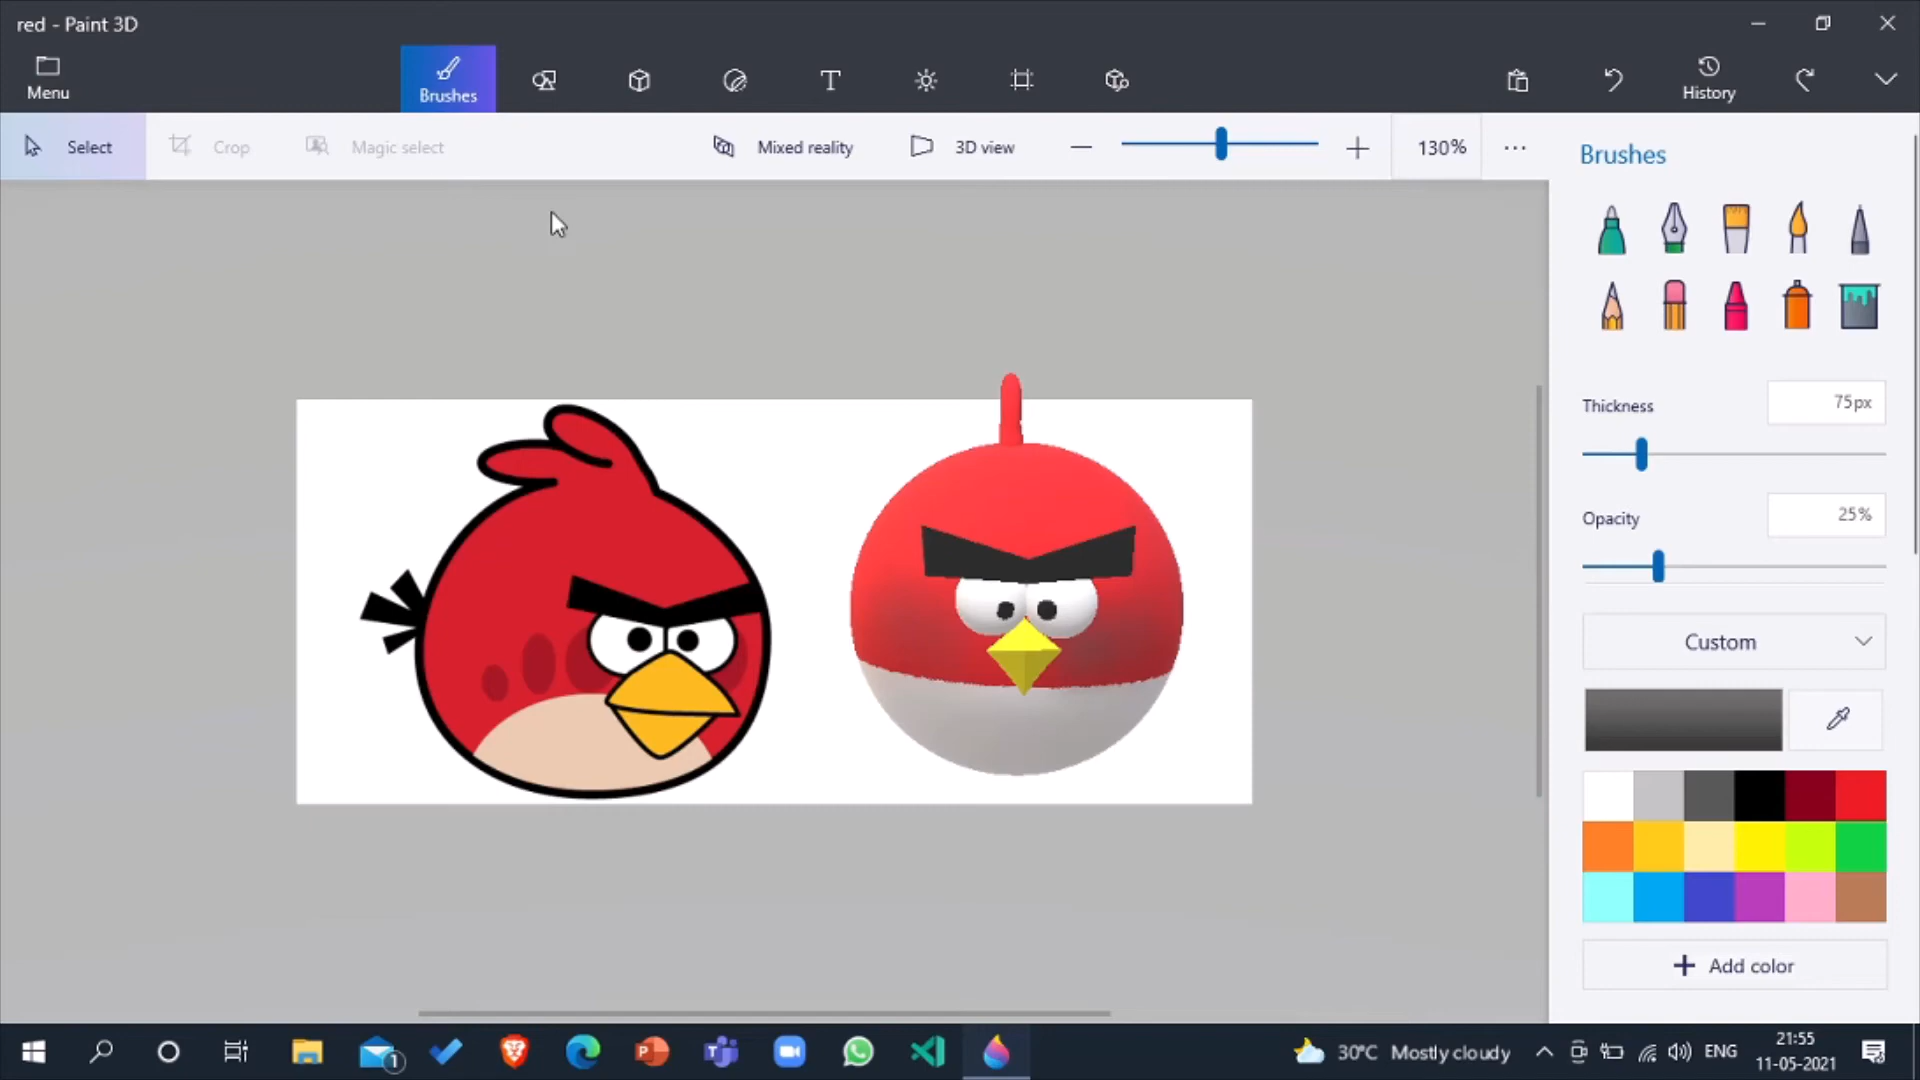 red - Paint 3D
Menu
Brushes
T
History
Select
Crop
Magic select
Mixed reality
3D view
130%
Brushes
Thickness
75px
Opacity
25%
Custom
Add color
1
30°C Mostly cloudy
ENG
21:55
11-05-2021